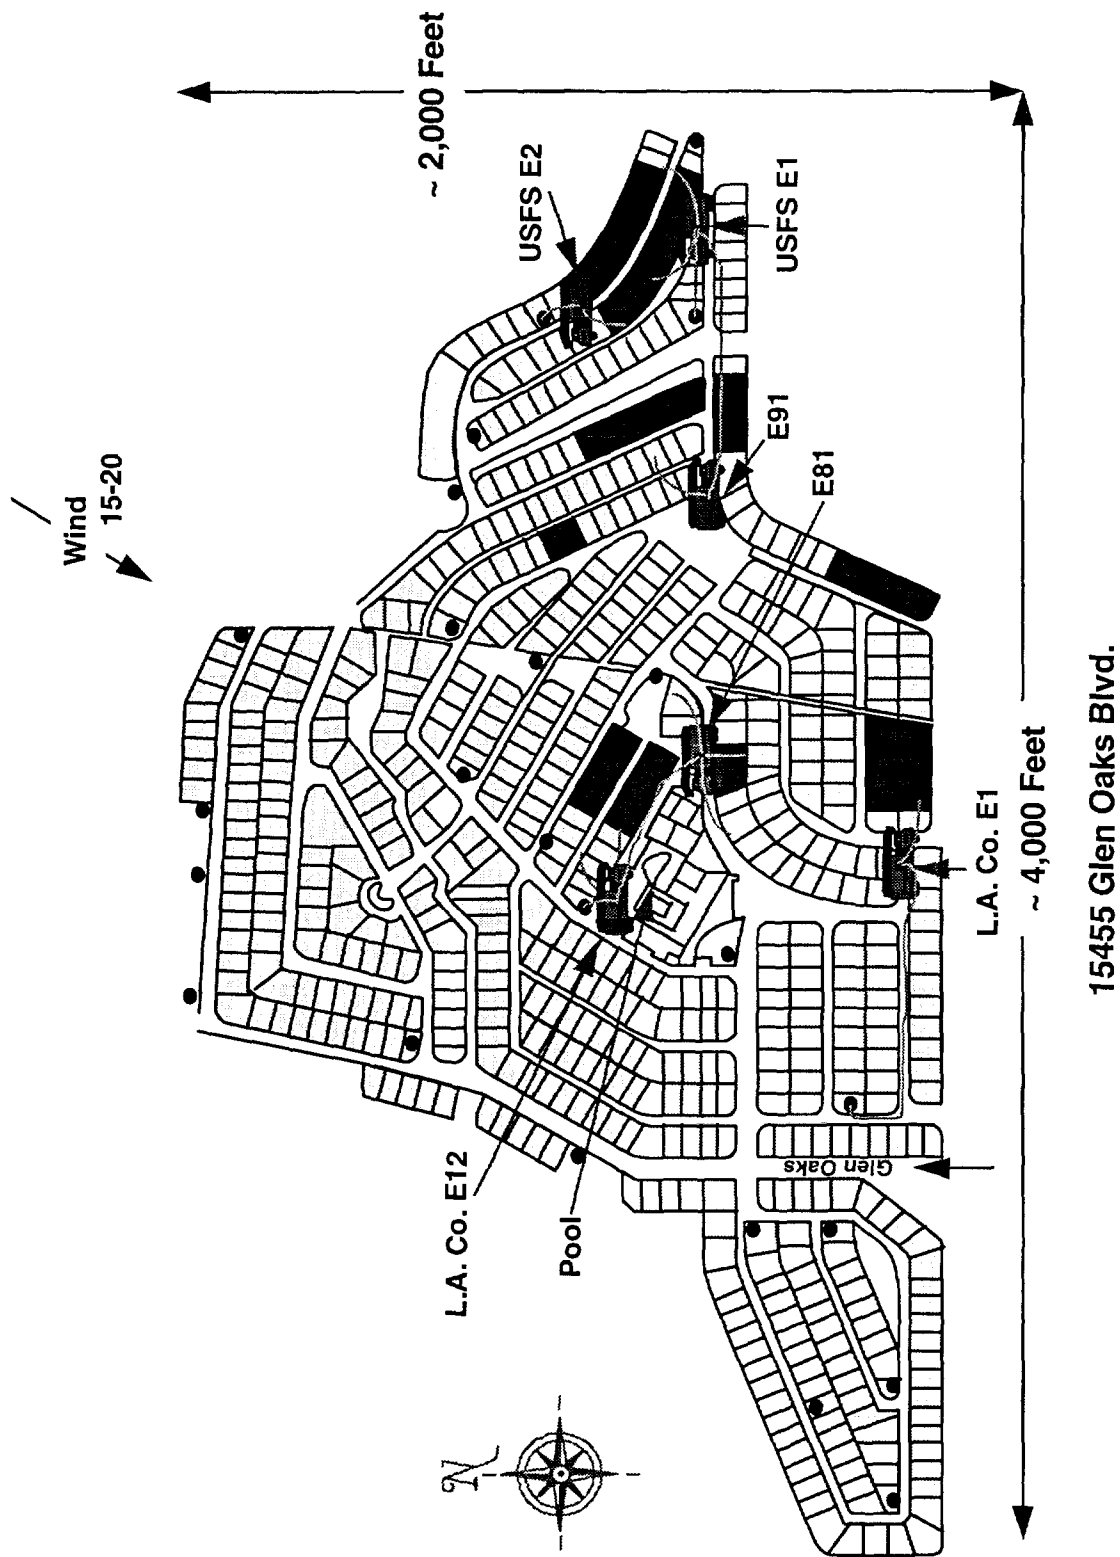 Wind
15-20
~ 2,000 Feet
USFS E2
USFS E1
E91
E81
L.A. Co. E12
Pool
L.A. Co. E1
Glen Oaks
N
~ 4,000 Feet
15455 Glen Oaks Blvd.